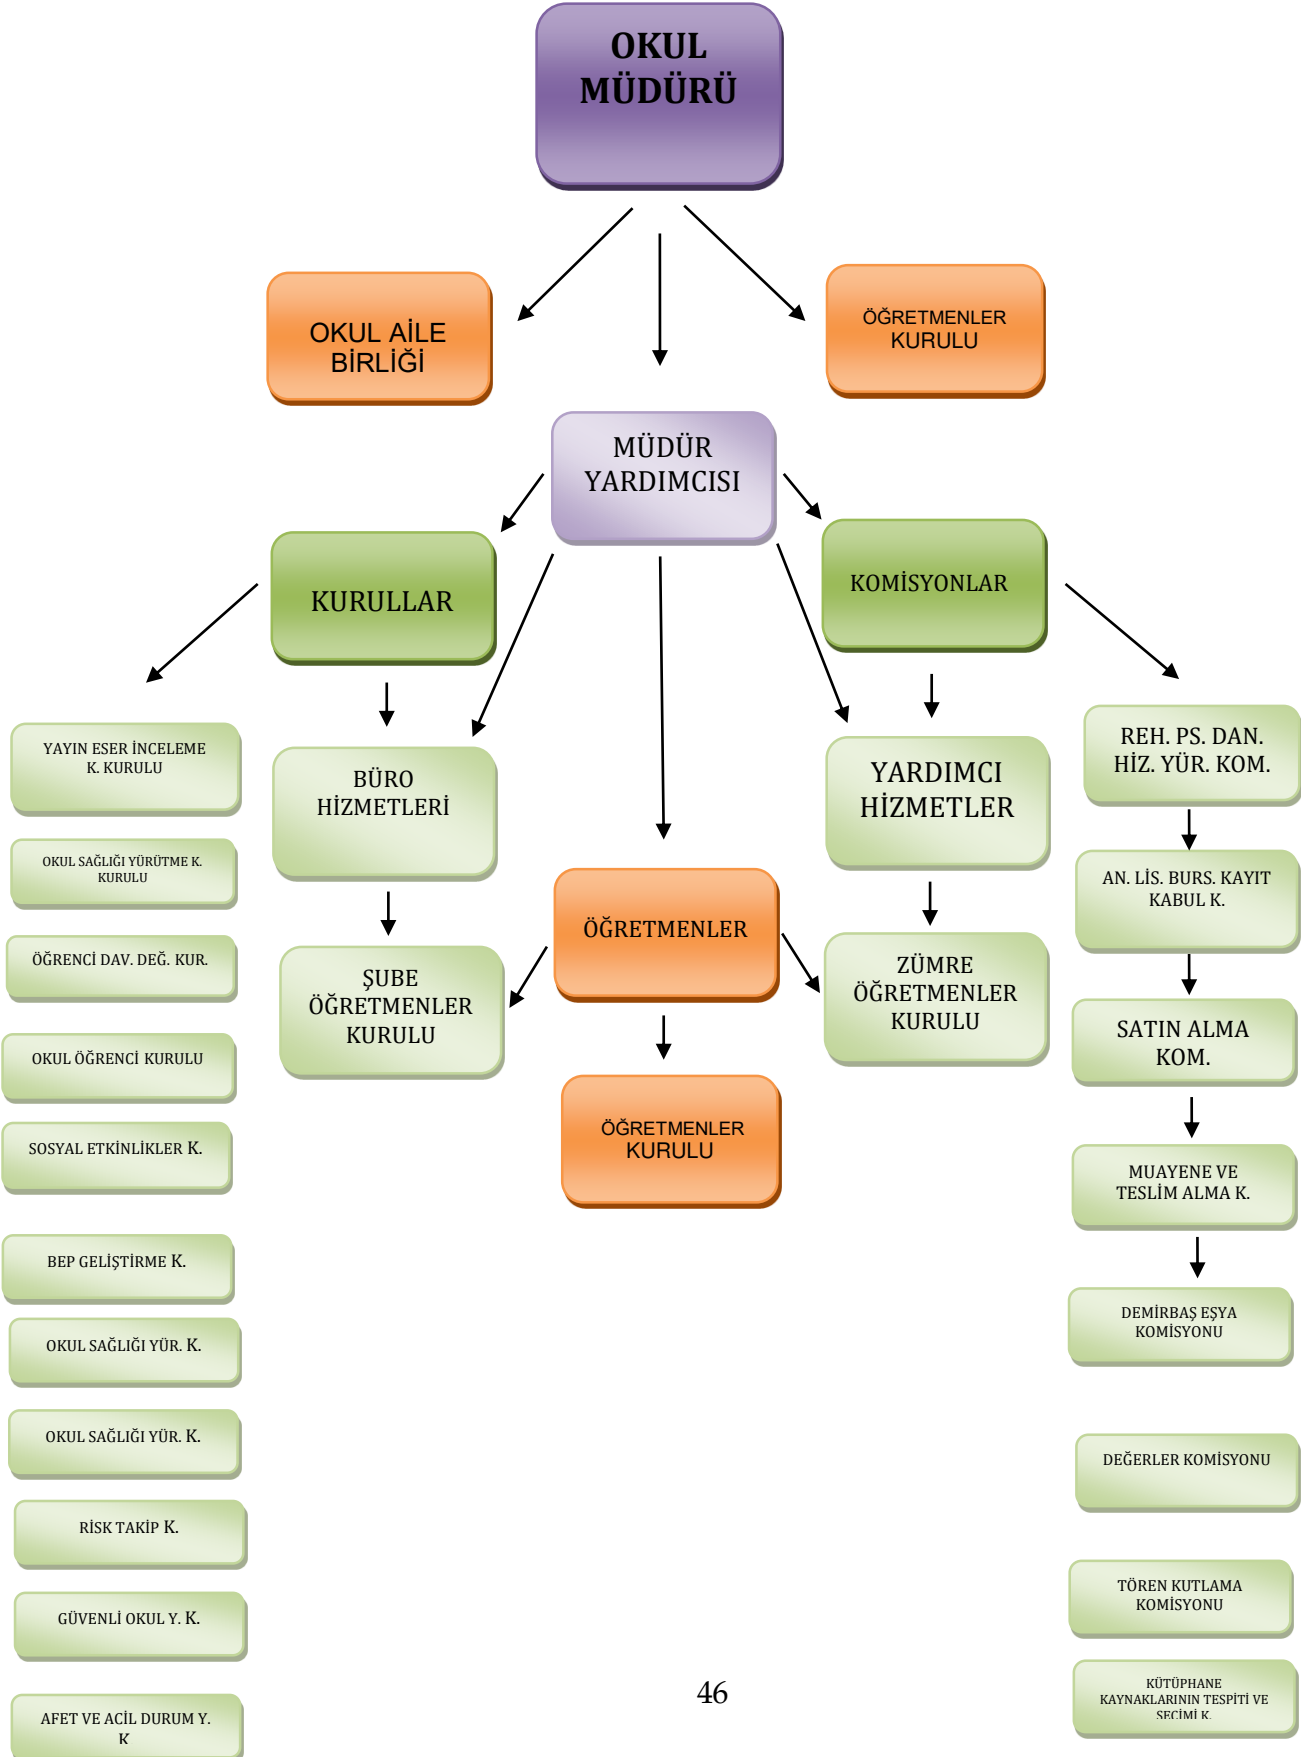 OKUL
MÜDÜRÜ
OKUL AİLE
BİRLİĞİ
ÖĞRETMENLER
KURULU
MÜDÜR
YARDIMCISI
KURULLAR
KOMİSYONLAR
YAYIN ESER İNCELEME
K. KURULU
OKUL SAĞLIĞI YÜRÜTME K.
KURULU
ÖĞRENCİ DAV. DEĞ. KUR.
OKUL ÖĞRENCİ KURULU
SOSYAL ETKİNLİKLER K.
BEP GELİŞTİRME K.
OKUL SAĞLIĞI YÜR. K.
OKUL SAĞLIĞI YÜR. K.
RİSK TAKİP K.
GÜVENLİ OKUL Y. K.
AFET VE ACİL DURUM Y.
K
BÜRO
HİZMETLERİ
ŞUBE
ÖĞRETMENLER
KURULU
ÖĞRETMENLER
ÖĞRETMENLER
KURULU
YARDIMCI
HİZMETLER
ZÜMRE
ÖĞRETMENLER
KURULU
REH. PS. DAN.
HİZ. YÜR. KOM.
AN. LİS. BURS. KAYIT
KABUL K.
SATIN ALMA
KOM.
MUAYENE VE
TESLİM ALMA K.
DEMİRBAŞ EŞYA
KOMİSYONU
DEĞERLER KOMİSYONU
TÖREN KUTLAMA
KOMİSYONU
KÜTÜPHANE
KAYNAKLARININ TESPİTİ VE
SEÇİMİ K.
46